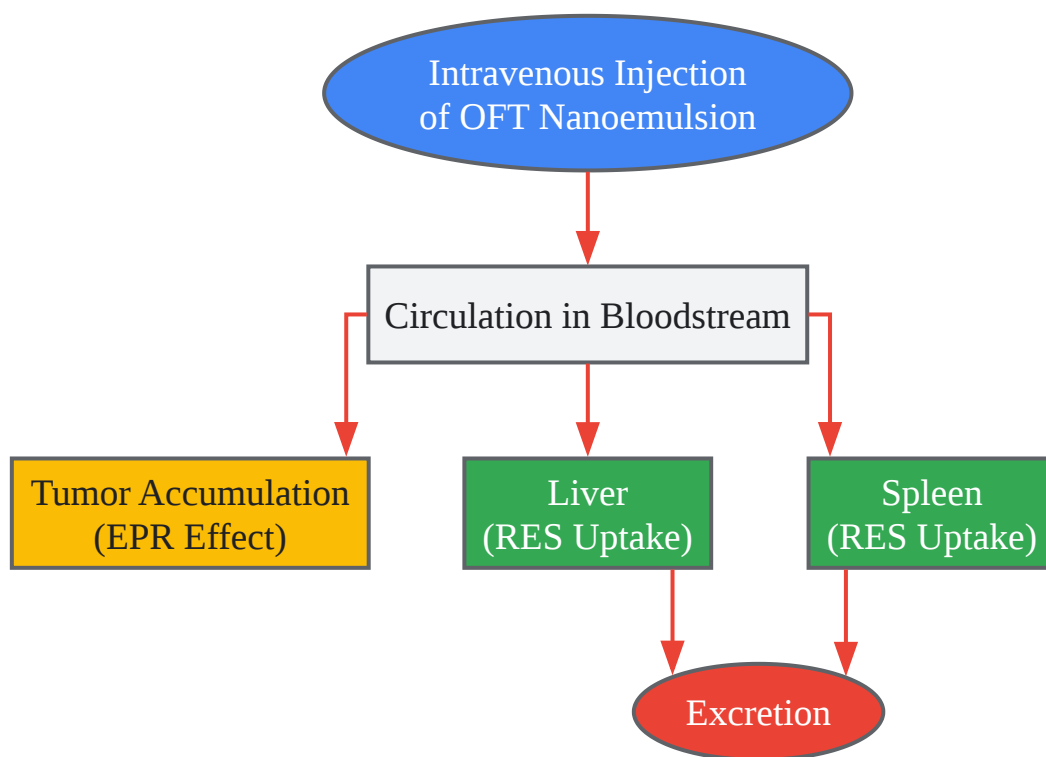 Intravenous Injection
of OFT Nanoemulsion
Circulation in Bloodstream
Tumor Accumulation
(EPR Effect)
Liver
(RES Uptake)
Spleen
(RES Uptake)
Excretion